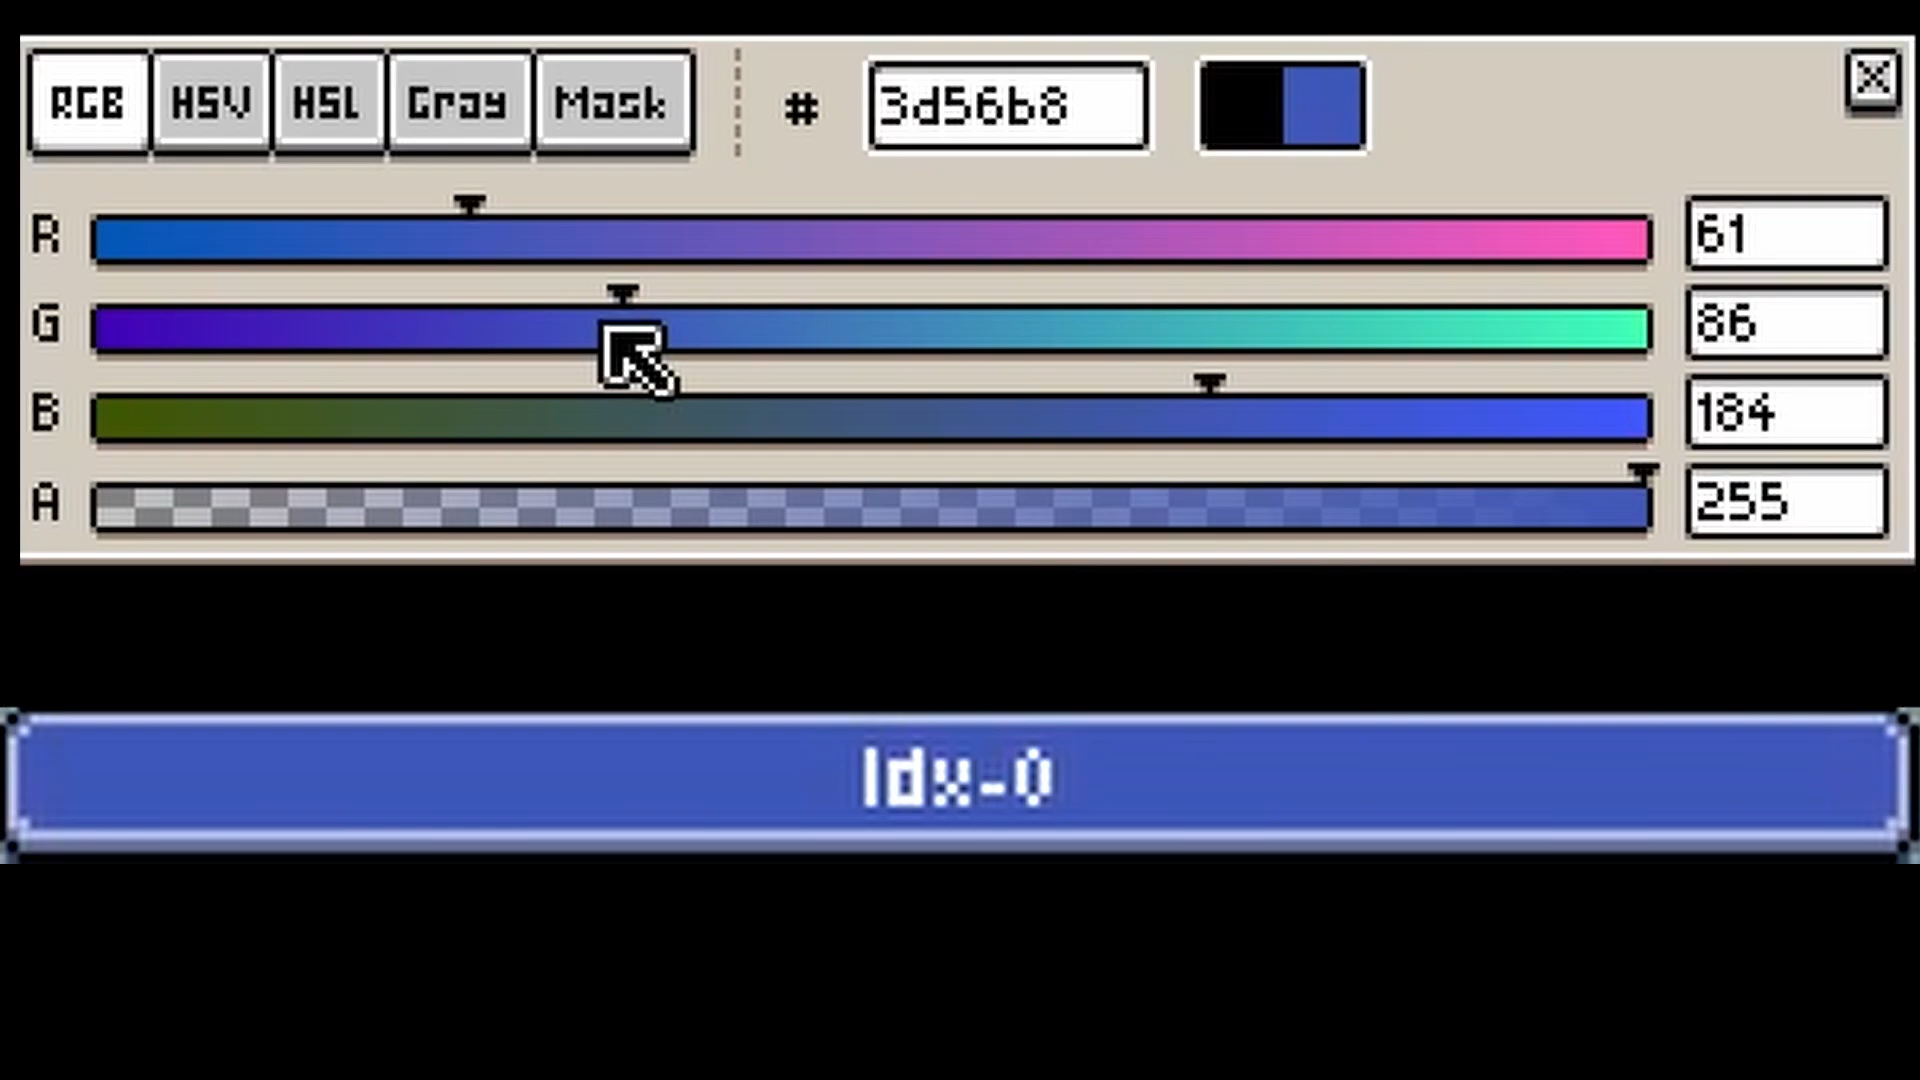 RGB HSV HSL Gray Mask # 3d56b8
R 61
G 86
B 184
A 255
Idx-0